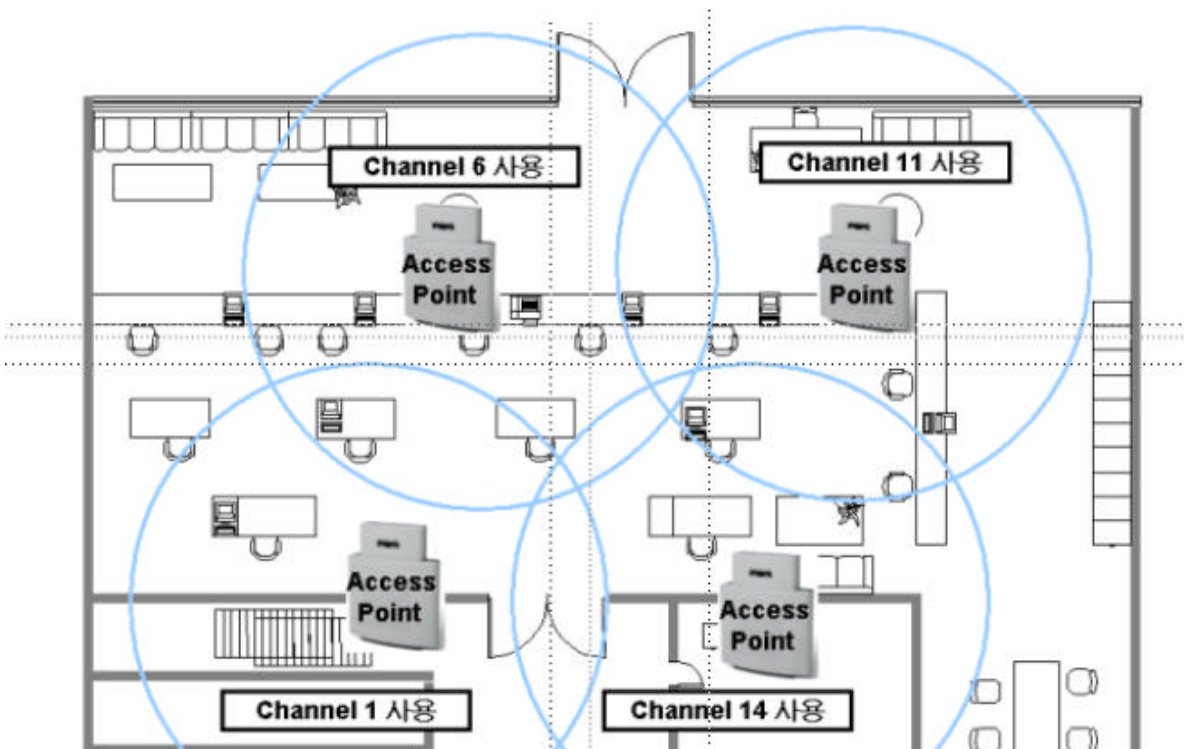 Channel 6 사용
Channel 11 사용
Access
Point
Access
Point
Access
Point
Access
Point
Channel 1 사용
Channel 14 사용